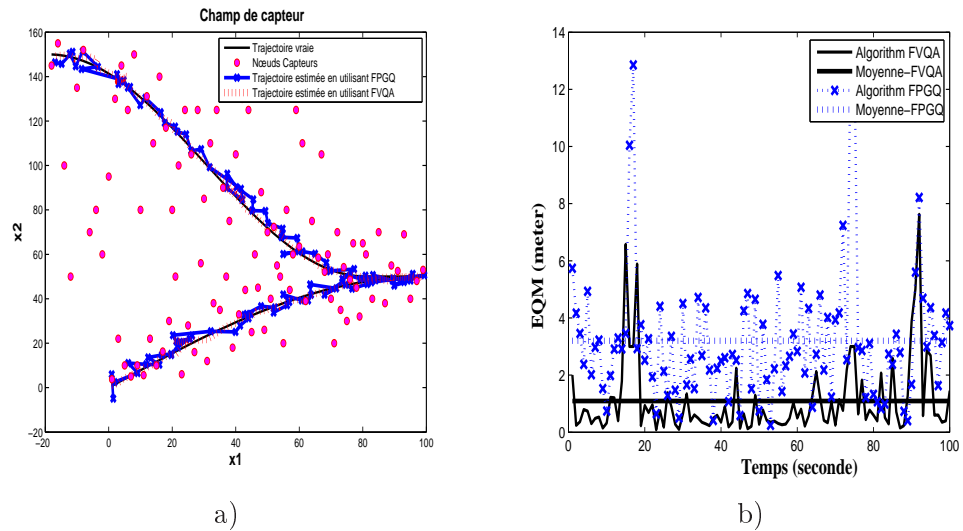 Champ de capteur
Trajectoire vraie
Nœuds Capteurs
Trajectoire estimée en utilisant FPGQ
Trajectoire estimée en utilisant FVQA
160
140
120
100
80
60
40
20
0
−20
−20
0
20
40
60
80
100
x2
x1
a)
Algorithm FVQA
Moyenne−FVQA
Algorithm FPGQ
Moyenne−FPGQ
14
12
10
8
6
4
2
0
0
20
40
60
80
100
EQM (meter)
Temps (seconde)
b)